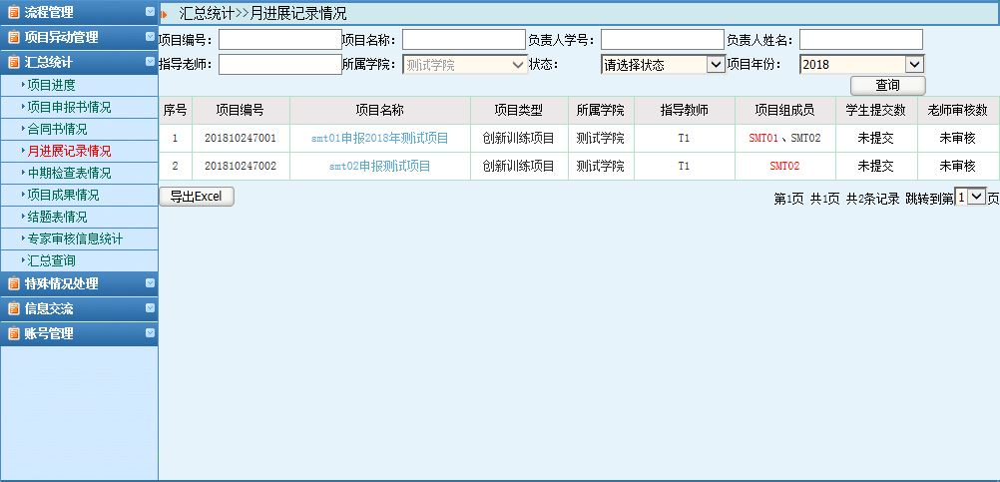 流程管理
项目异动管理
汇总统计
项目进度
项目申报书情况
合同书情况
月进展记录情况
中期检查表情况
项目成果情况
结题表情况
专家审核信息统计
汇总查询
特殊情况处理
信息交流
账号管理
汇总统计>>月进展记录情况
项目编号： 项目名称： 负责人学号： 负责人姓名：
指导老师： 所属学院： 测试学院 状态： 请选择状态 项目年份： 2018
查询
序号 项目编号 项目名称 项目类型 所属学院 指导教师 项目组成员 学生提交数 老师审核数
1 201810247001 smt01申报2018年测试项目 创新训练项目 测试学院 T1 SMT01、SMT02 未提交 未审核
2 201810247002 smt02申报测试项目 创新训练项目 测试学院 T1 SMT02 未提交 未审核
导出Excel 第1页 共1页 共2条记录 跳转到第 1 页